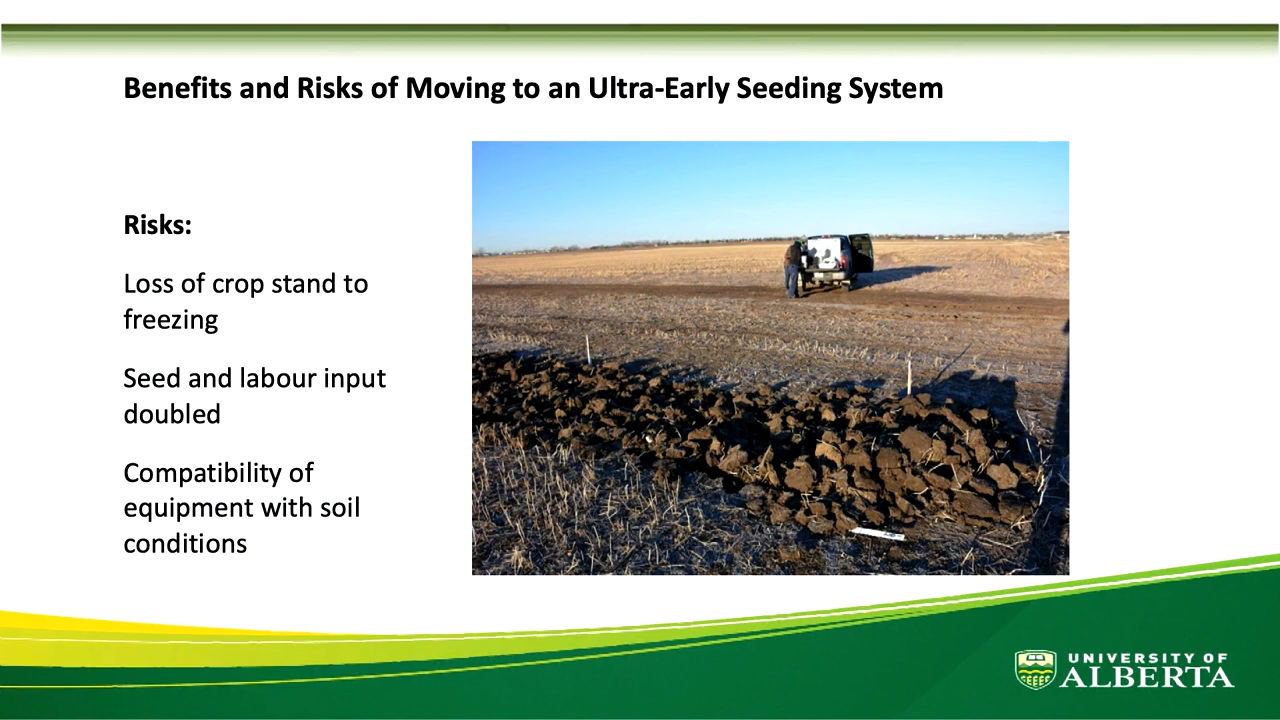 Benefits and Risks of Moving to an Ultra-Early Seeding System
Risks:
Loss of crop stand to
freezing
Seed and labour input
doubled
Compatibility of
equipment with soil
conditions
UNIVERSITY OF
ALBERTA